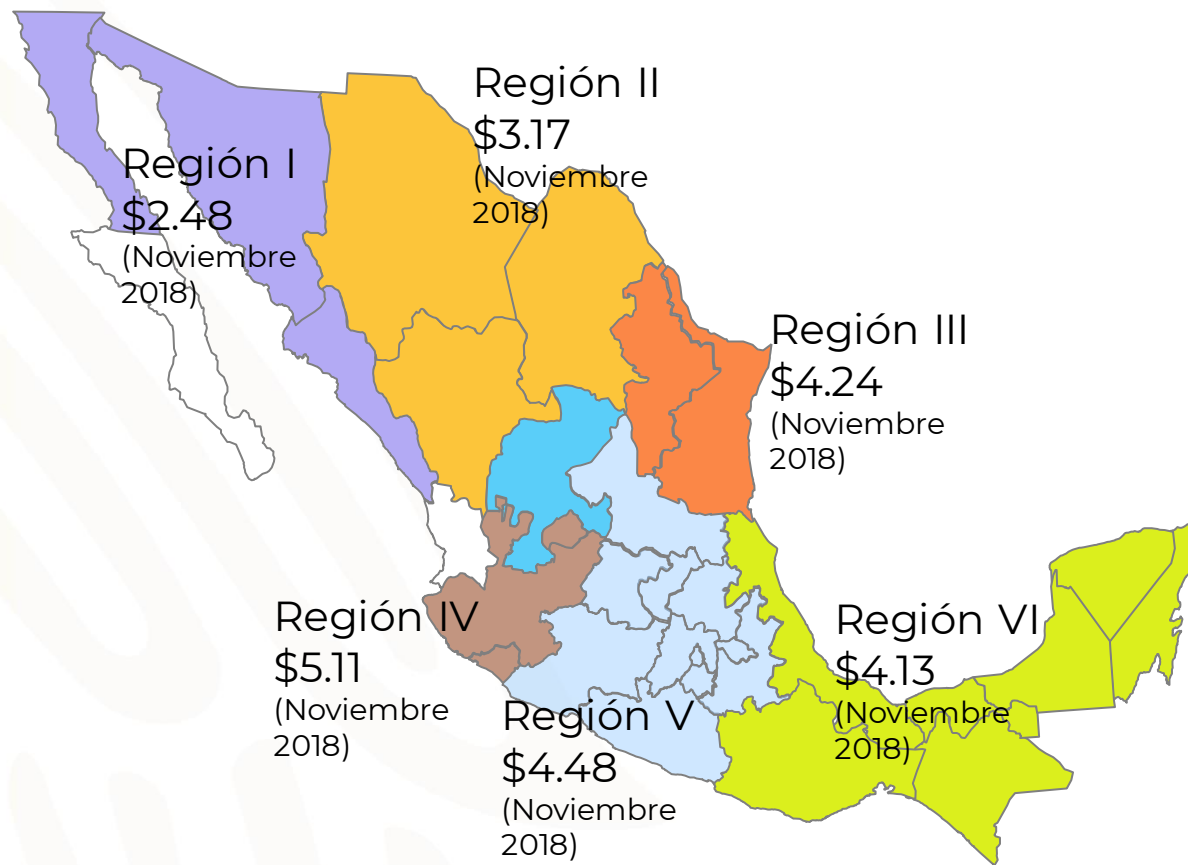 Región II
$3.17
(Noviembre
2018)
Región I
$2.48
(Noviembre
2018)
Región III
$4.24
(Noviembre
2018)
Región IV
$5.11
(Noviembre
2018)
Región VI
$4.13
(Noviembre
2018)
Región V
$4.48
(Noviembre
2018)